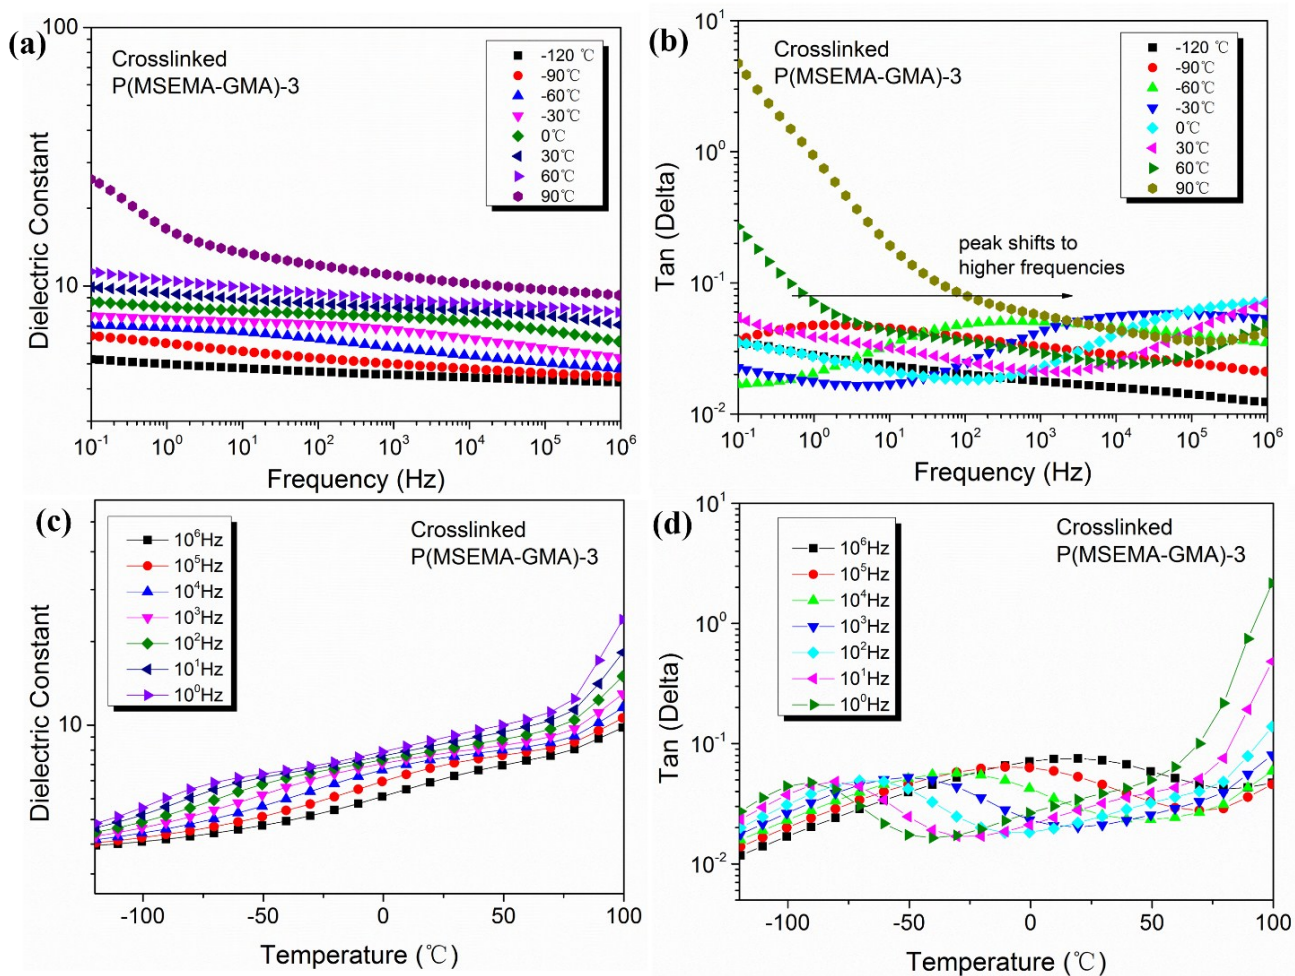 (a)
100
10
Dielectric Constant
Crosslinked
P(MSEMA-GMA)-3
-120 ℃
-90℃
-60℃
-30℃
0℃
30℃
60℃
90℃
10⁻¹ 10⁰ 10¹ 10² 10³ 10⁴ 10⁵ 10⁶
Frequency (Hz)
(b)
10¹
10⁰
10⁻¹
10⁻²
Tan (Delta)
Crosslinked
P(MSEMA-GMA)-3
-120 ℃
-90℃
-60℃
-30℃
0℃
30℃
60℃
90℃
peak shifts to
higher frequencies
10⁻¹ 10⁰ 10¹ 10² 10³ 10⁴ 10⁵ 10⁶
Frequency (Hz)
(c)
10
Dielectric Constant
10⁶Hz
10⁵Hz
10⁴Hz
10³Hz
10²Hz
10¹Hz
10⁰Hz
Crosslinked
P(MSEMA-GMA)-3
-100 -50 0 50 100
Temperature (℃)
(d)
10¹
10⁰
10⁻¹
10⁻²
Tan (Delta)
10⁶Hz
10⁵Hz
10⁴Hz
10³Hz
10²Hz
10¹Hz
10⁰Hz
Crosslinked
P(MSEMA-GMA)-3
-100 -50 0 50 100
Temperature (℃)